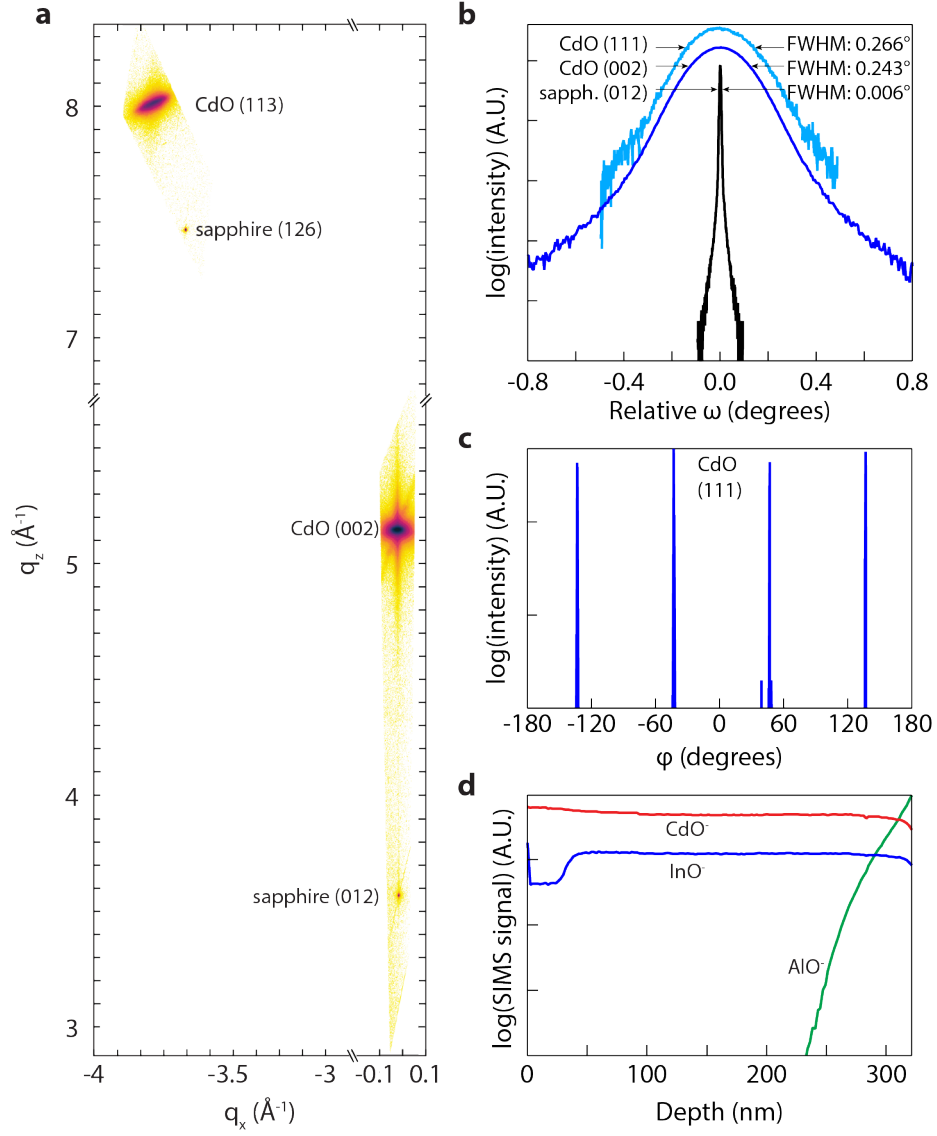 a
8
7
5
4
3
q_z (Å⁻¹)
CdO (113)
sapphire (126)
CdO (002)
sapphire (012)
-4
-3.5
-3
-0.1
0.1
q_x (Å⁻¹)
b
log(intensity) (A.U.)
CdO (111)
FWHM: 0.266°
CdO (002)
FWHM: 0.243°
sapph. (012)
FWHM: 0.006°
-0.8
-0.4
0.0
0.4
0.8
Relative ω (degrees)
c
log(intensity) (A.U.)
CdO
(111)
-180
-120
-60
0
60
120
180
φ (degrees)
d
log(SIMS signal) (A.U.)
CdO⁻
InO⁻
AlO⁻
0
100
200
300
Depth (nm)